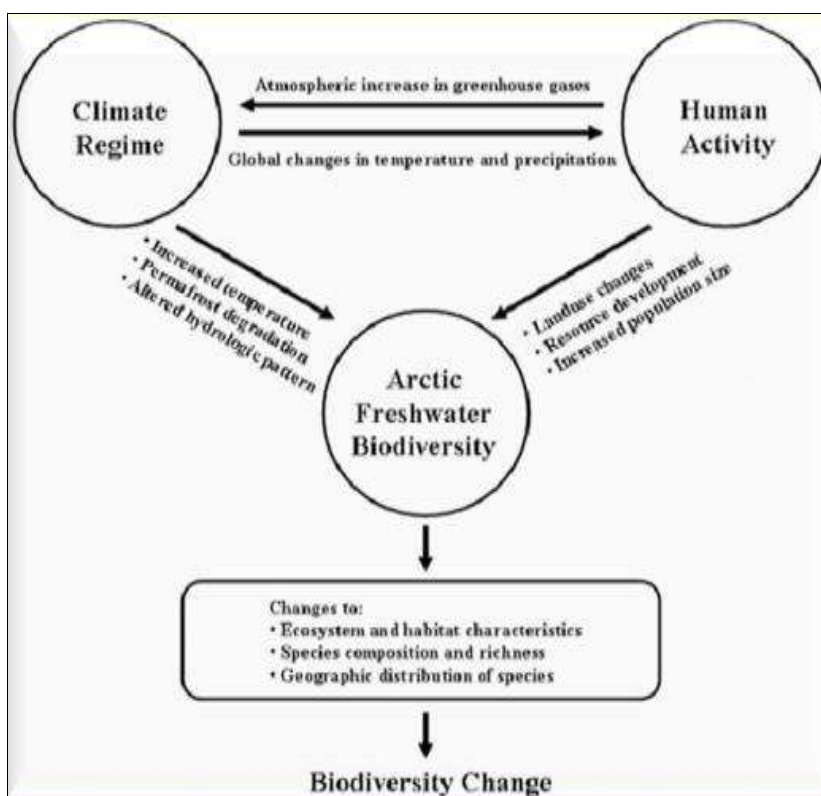 Climate
Regime
Atmospheric increase in greenhouse gases
Global changes in temperature and precipitation
Human
Activity
• Increased temperature
• Permafrost degradation
• Altered hydrologic pattern
• Landuse changes
• Resource development
• Increased population size
Arctic
Freshwater
Biodiversity
Changes to:
• Ecosystem and habitat characteristics
• Species composition and richness
• Geographic distribution of species
Biodiversity Change